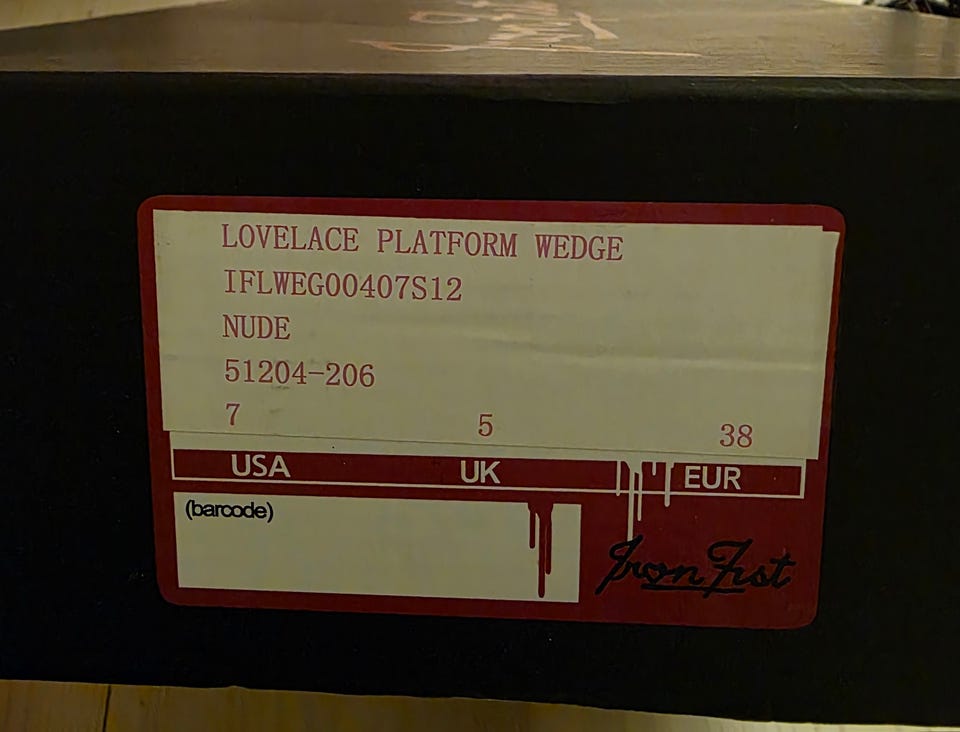 LOVELACE PLATFORM WEDGE
IFLWEG00407S12
NUDE
51204-206
7 5 38
USA UK EUR
(barcode)
Iron Fist